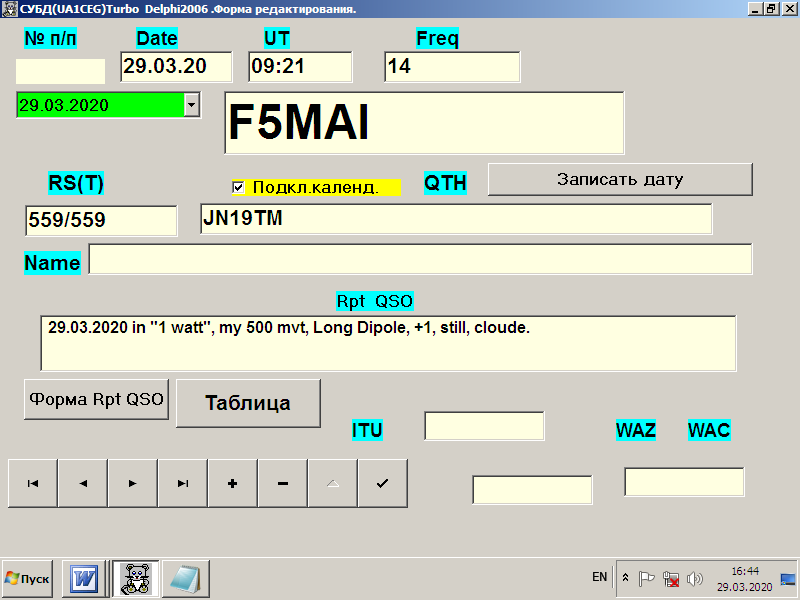 СУБД(UA1CEG)Turbo Delphi2006 .Форма редактирования.
№ п/п Date UT Freq
29.03.20 09:21 14
29.03.2020
F5MAI
RS(T) Подкл.календ. QTH Записать дату
559/559 JN19TM
Name
Rpt QSO
29.03.2020 in "1 watt", my 500 mvt, Long Dipole, +1, still, cloude.
Форма Rpt QSO Таблица
ITU WAZ WAC
Пуск EN 16:44
29.03.2020